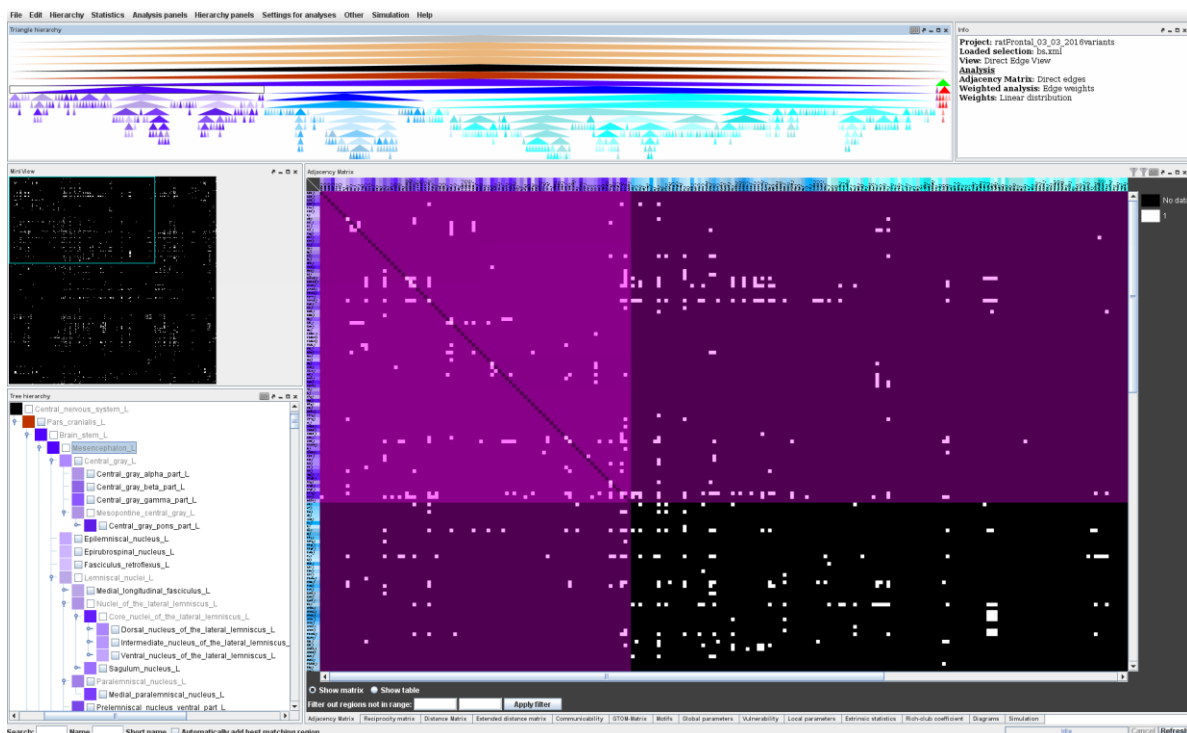 File Edit Hierarchy Statistics Analysis panels Hierarchy panels Settings for analyses Other Simulation Help
Triangle hierarchy
Info
Project: ratFrontal_03_03_2016variants
Loaded selection: bs.xml
View: Direct Edge View
Analysis
Adjacency Matrix: Direct edges
Weighted analysis: Edge weights
Weights: Linear distribution
MiniView
Adjacency Matrix
No data
1
Tree hierarchy
Central_nervous_system_L
Pars_cranialis_L
Brain_stem_L
Mesencephalon_L
Central_gray_L
Central_gray_alpha_part_L
Central_gray_beta_part_L
Central_gray_gamma_part_L
Mesopontine_central_gray_L
Central_gray_pons_part_L
Epilemniscal_nucleus_L
Epirubrospinal_nucleus_L
Fasciculus_retroflexus_L
Lemniscal_nuclei_L
Medial_longitudinal_fasciculus_L
Nuclei_of_the_lateral_lemniscus_L
Core_nuclei_of_the_lateral_lemniscus_L
Dorsal_nucleus_of_the_lateral_lemniscus_L
Intermediate_nucleus_of_the_lateral_lemniscus_L
Ventral_nucleus_of_the_lateral_lemniscus_L
Sagulum_nucleus_L
Paralemniscal_nucleus_L
Medial_paralemniscal_nucleus_L
Prelemniscal_nucleus_ventral_part_L
Show matrix Show table
Filter out regions not in range: Apply filter
Adjacency Matrix Reciprocity matrix Distance Matrix Extended distance matrix Communicability GTOM-Matrix Motifs Global parameters Vulnerability Local parameters Extrinsic statistics Rich-club coefficient Diagrams Simulation
Search: Name Short name Automatically add best matching region Idle Cancel Refresh